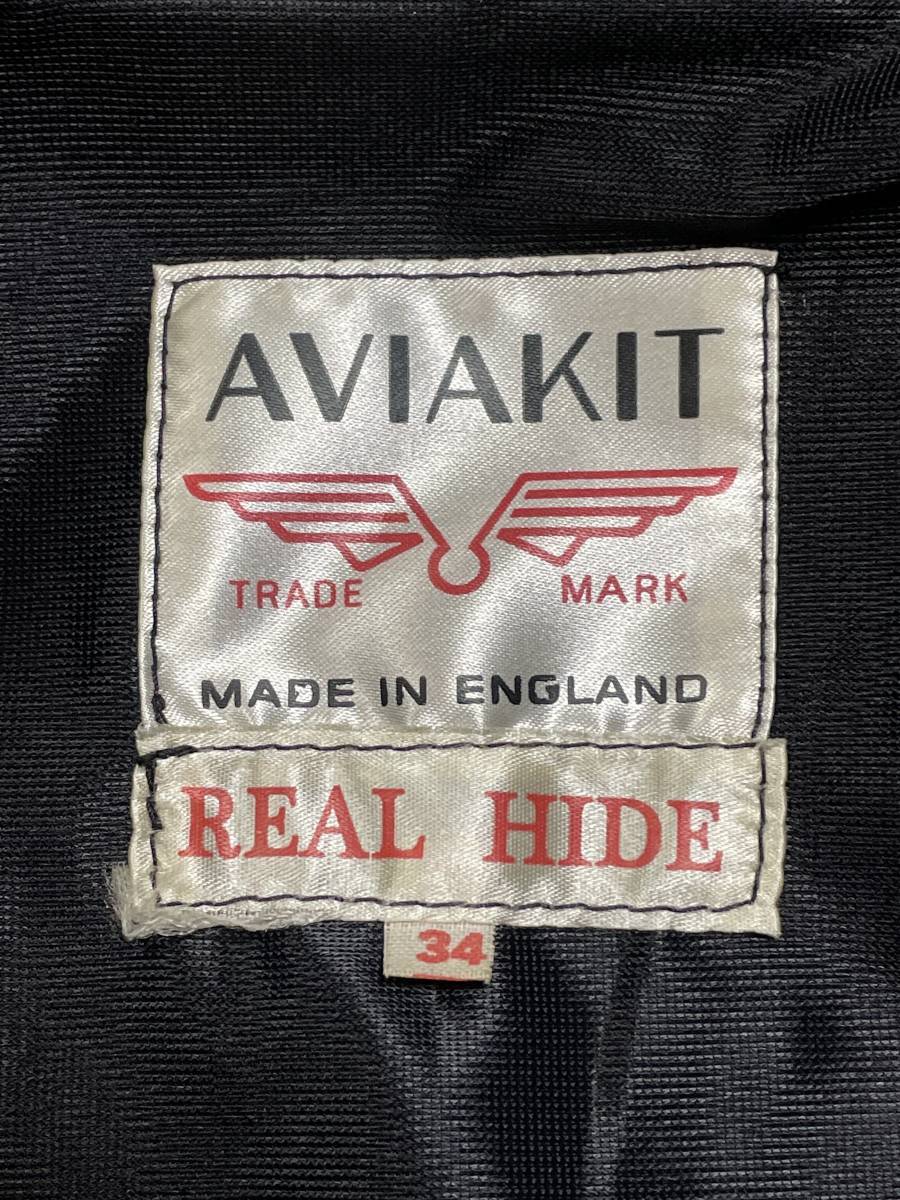 AVIAKIT
TRADE MARK
MADE IN ENGLAND
REAL HIDE
34